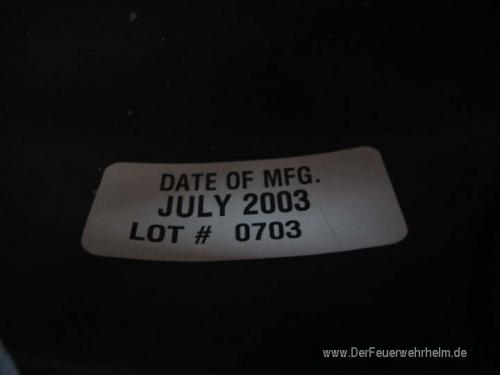 DATE OF MFG.
JULY 2003
LOT # 0703
www.DerFeuerwehrhelm.de